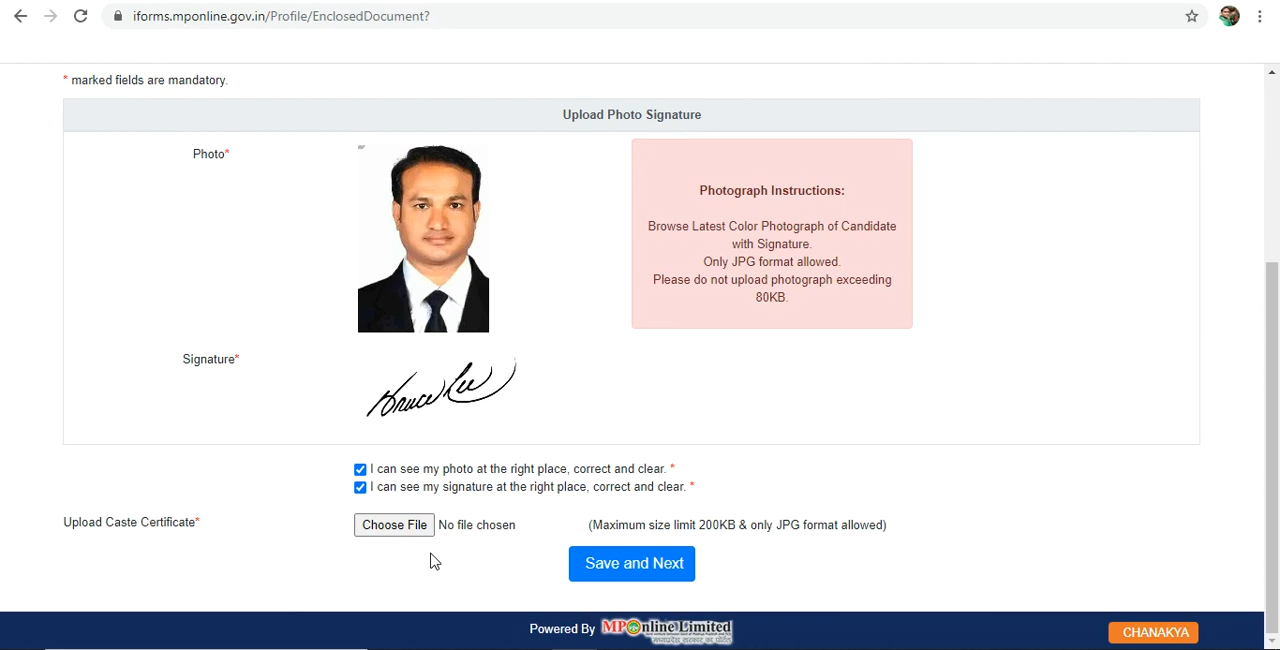 iforms.mponline.gov.in/Profile/EnclosedDocument?
* marked fields are mandatory.
Upload Photo Signature
Photo*
Photograph Instructions:
Browse Latest Color Photograph of Candidate
with Signature.
Only JPG format allowed.
Please do not upload photograph exceeding
80KB.
Signature*
Bruce Lee
I can see my photo at the right place, correct and clear. *
I can see my signature at the right place, correct and clear. *
Upload Caste Certificate*
Choose File No file chosen
(Maximum size limit 200KB & only JPG format allowed)
Save and Next
Powered By MPOnline Limited
CHANAKYA